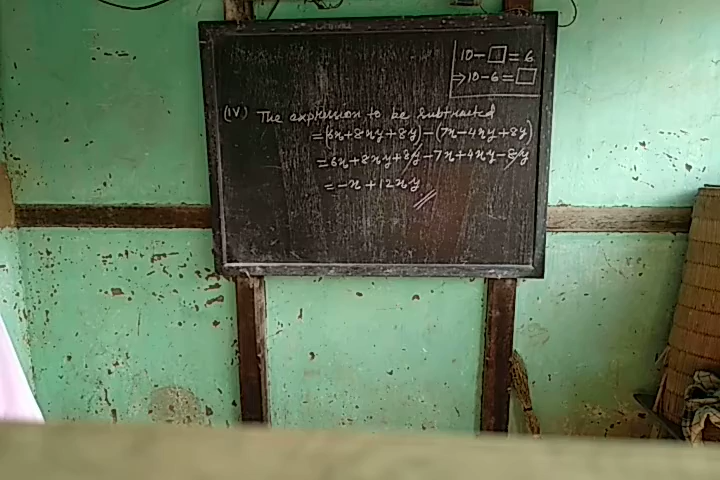 10-□=6
⇒10-6=□
(iv) The expression to be subtracted
=(6x+8xy+8y)-(7x-4xy+8y)
=6x+8xy+8y-7x+4xy-8y
=-x+12xy